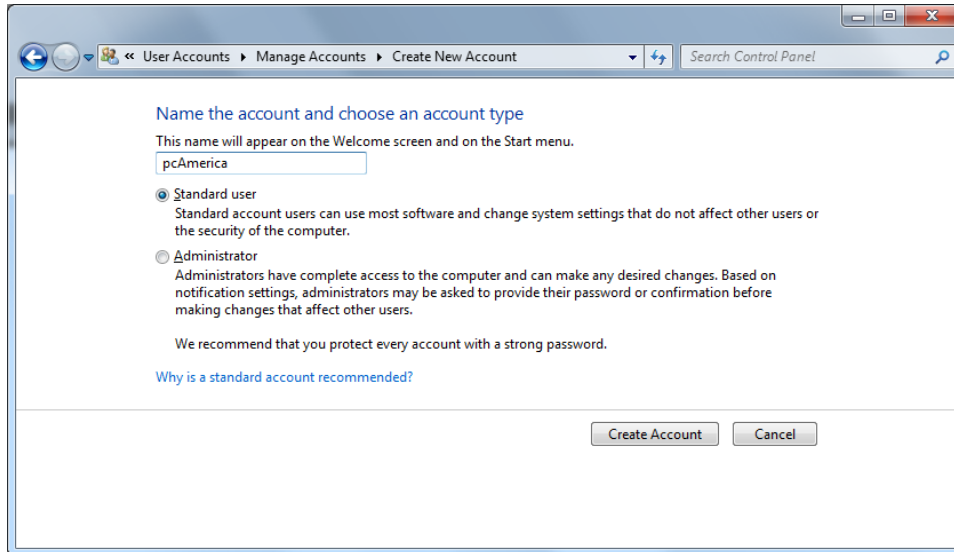 « User Accounts ▸ Manage Accounts ▸ Create New Account
Search Control Panel
Name the account and choose an account type
This name will appear on the Welcome screen and on the Start menu.
pcAmerica
Standard user
Standard account users can use most software and change system settings that do not affect other users or
the security of the computer.
Administrator
Administrators have complete access to the computer and can make any desired changes. Based on
notification settings, administrators may be asked to provide their password or confirmation before
making changes that affect other users.
We recommend that you protect every account with a strong password.
Why is a standard account recommended?
Create Account
Cancel